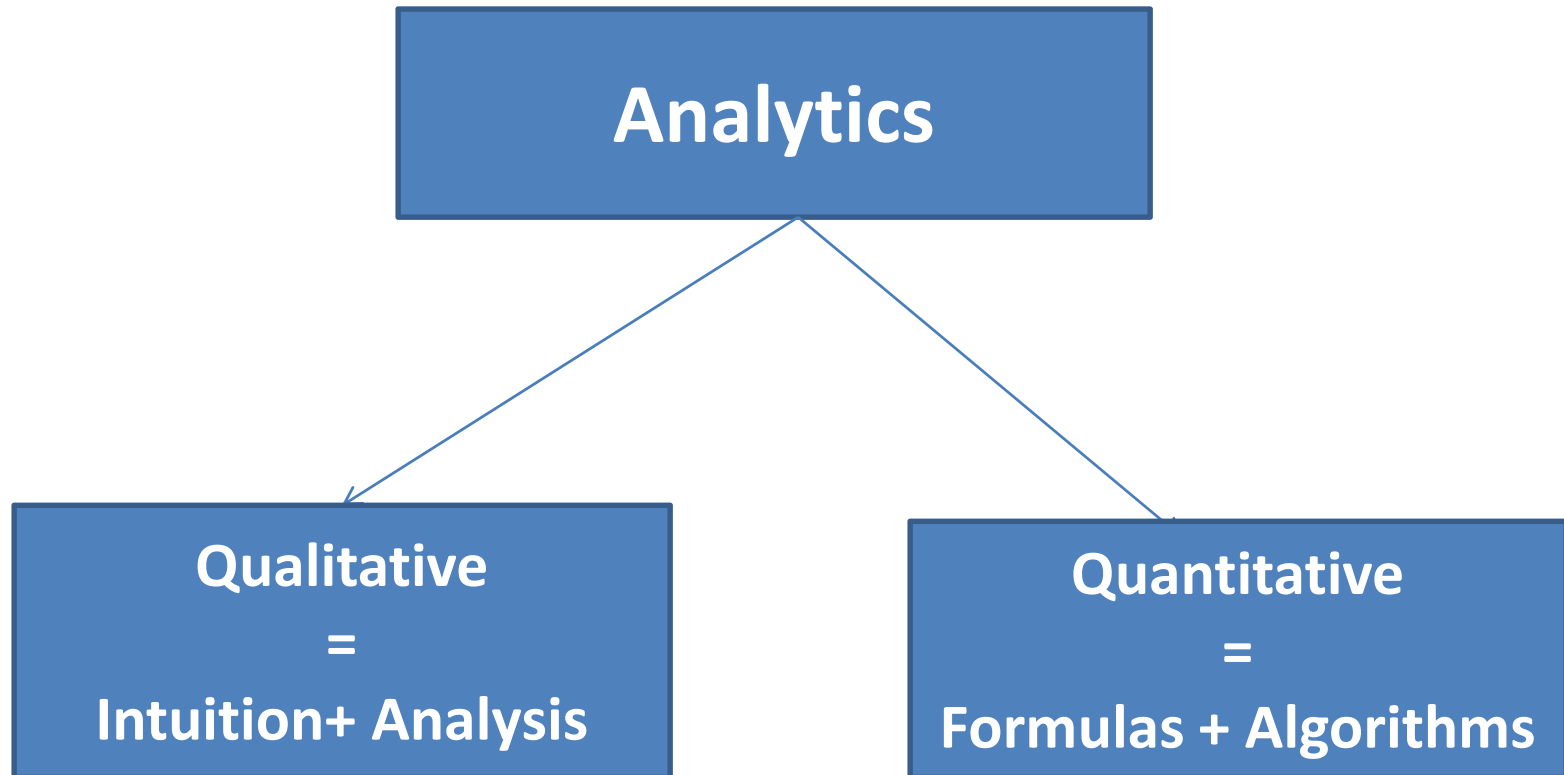 Analytics
Qualitative
=
Intuition+ Analysis
Quantitative
=
Formulas + Algorithms